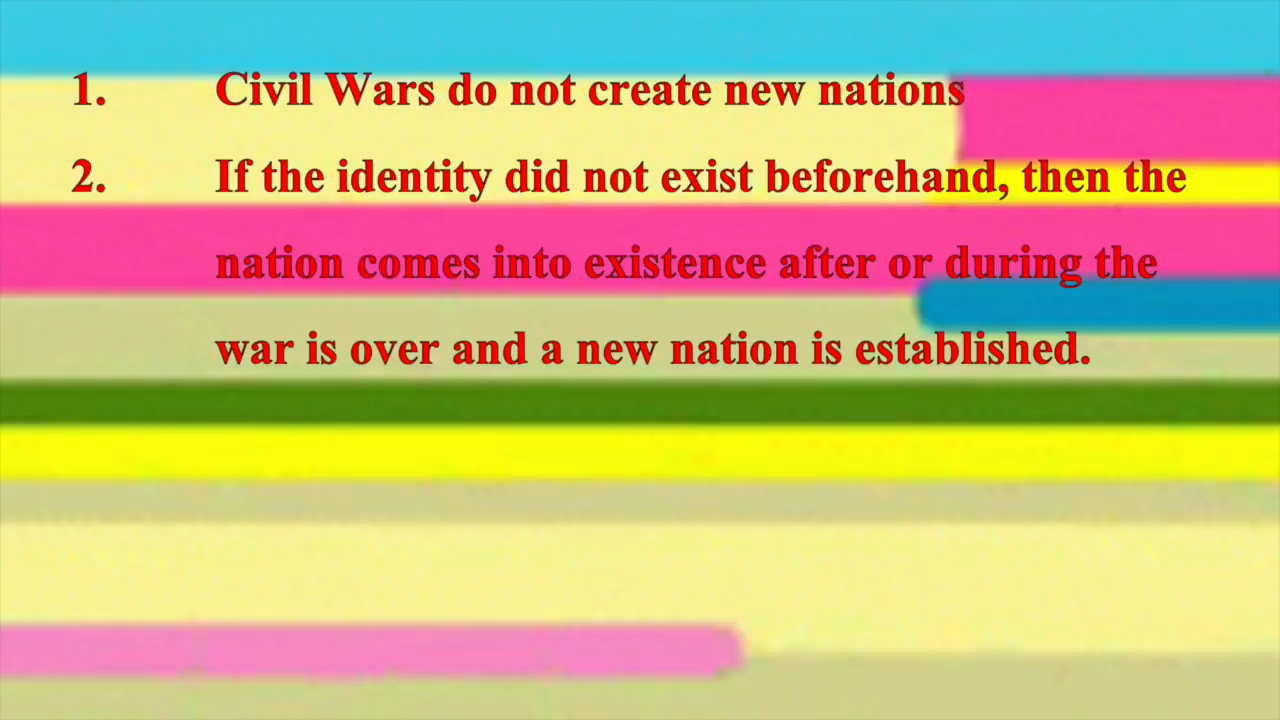 1. Civil Wars do not create new nations
2. If the identity did not exist beforehand, then the
nation comes into existence after or during the
war is over and a new nation is established.